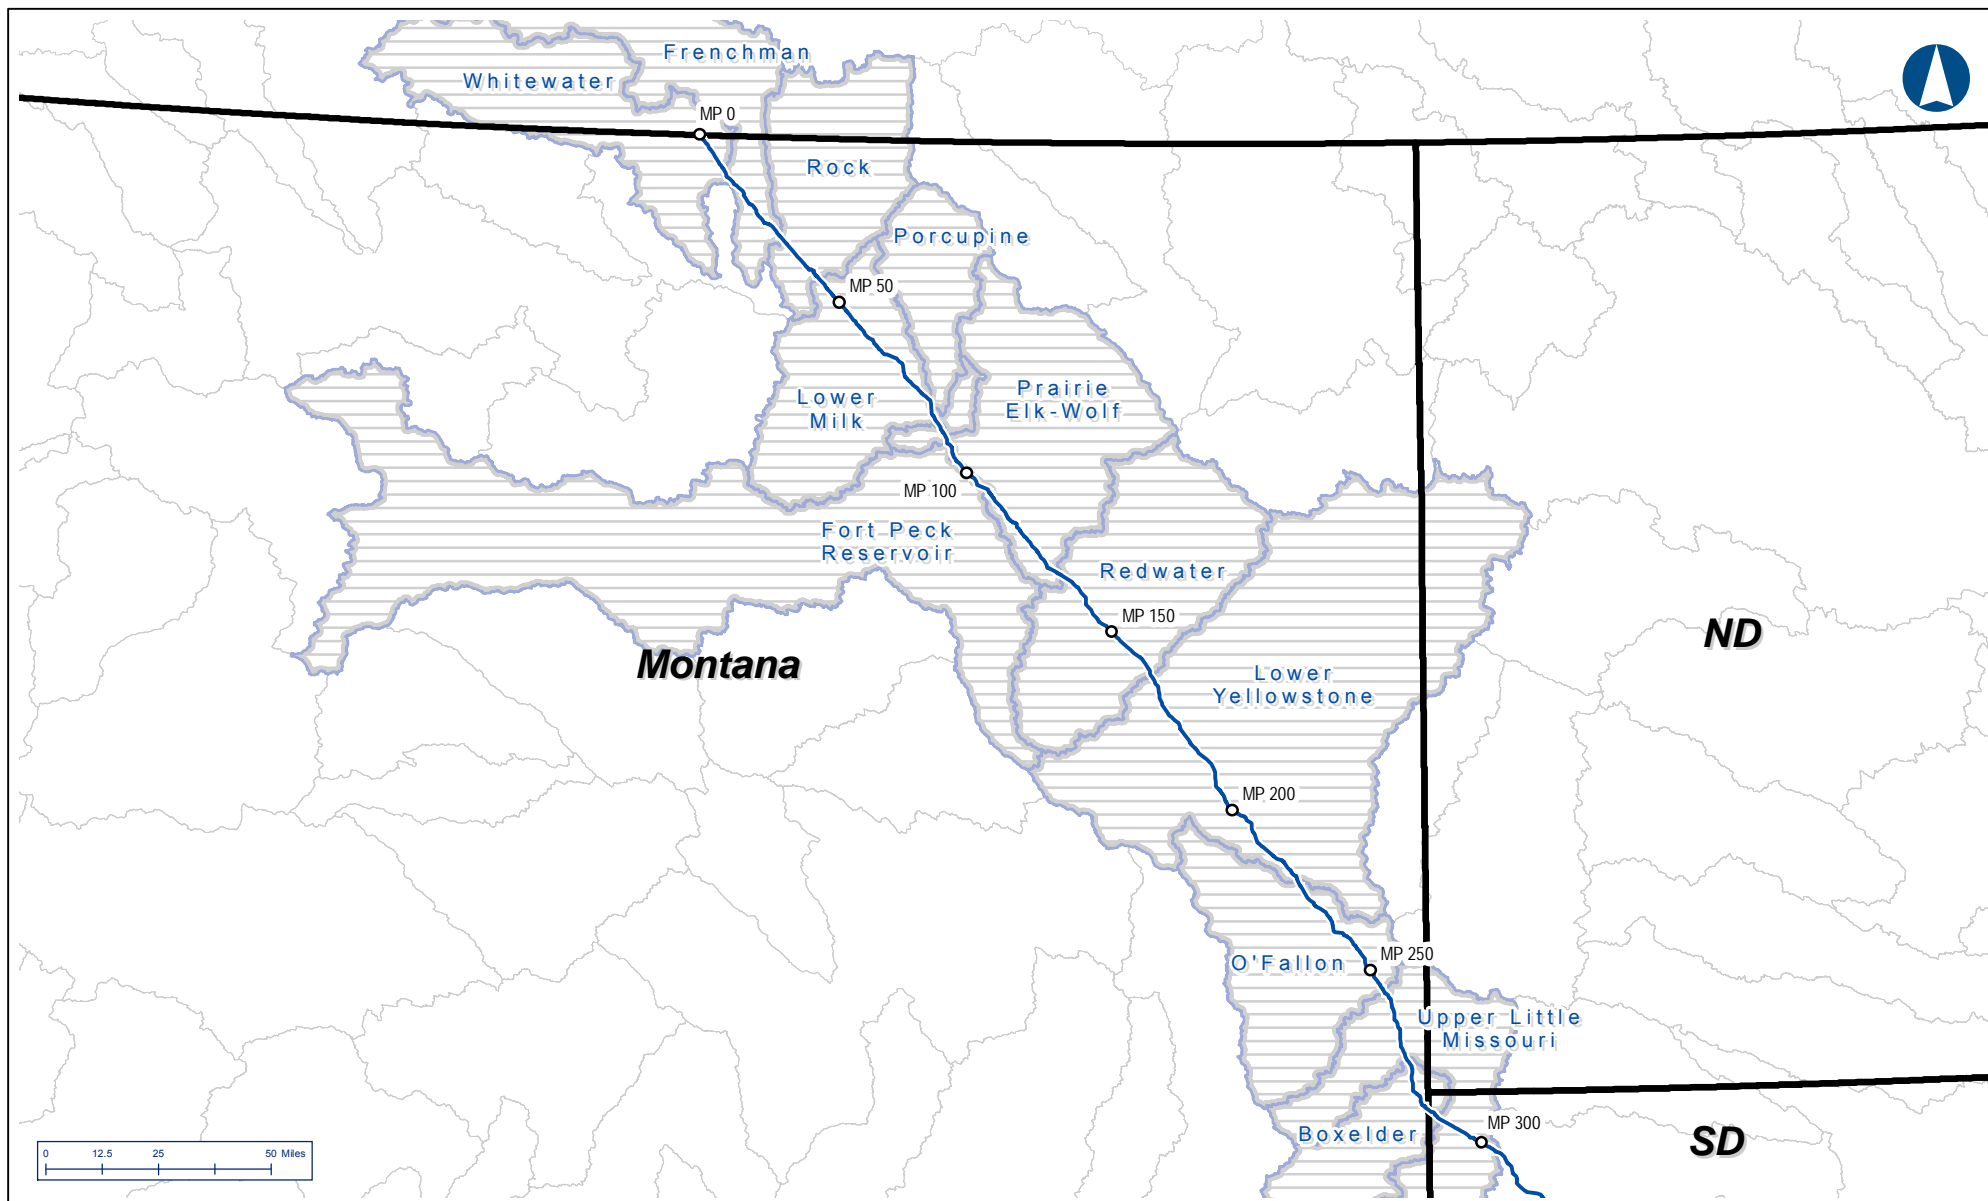 Frenchman
Whitewater
MP 0
Rock
Porcupine
MP 50
Prairie
Elk-Wolf
Lower
Milk
MP 100
Fort Peck
Reservoir
Redwater
MP 150
ND
Montana
Lower
Yellowstone
MP 200
MP 250
O'Fallon
Upper Little
Missouri
MP 300
Boxelder
SD
0 12.5 25 50 Miles